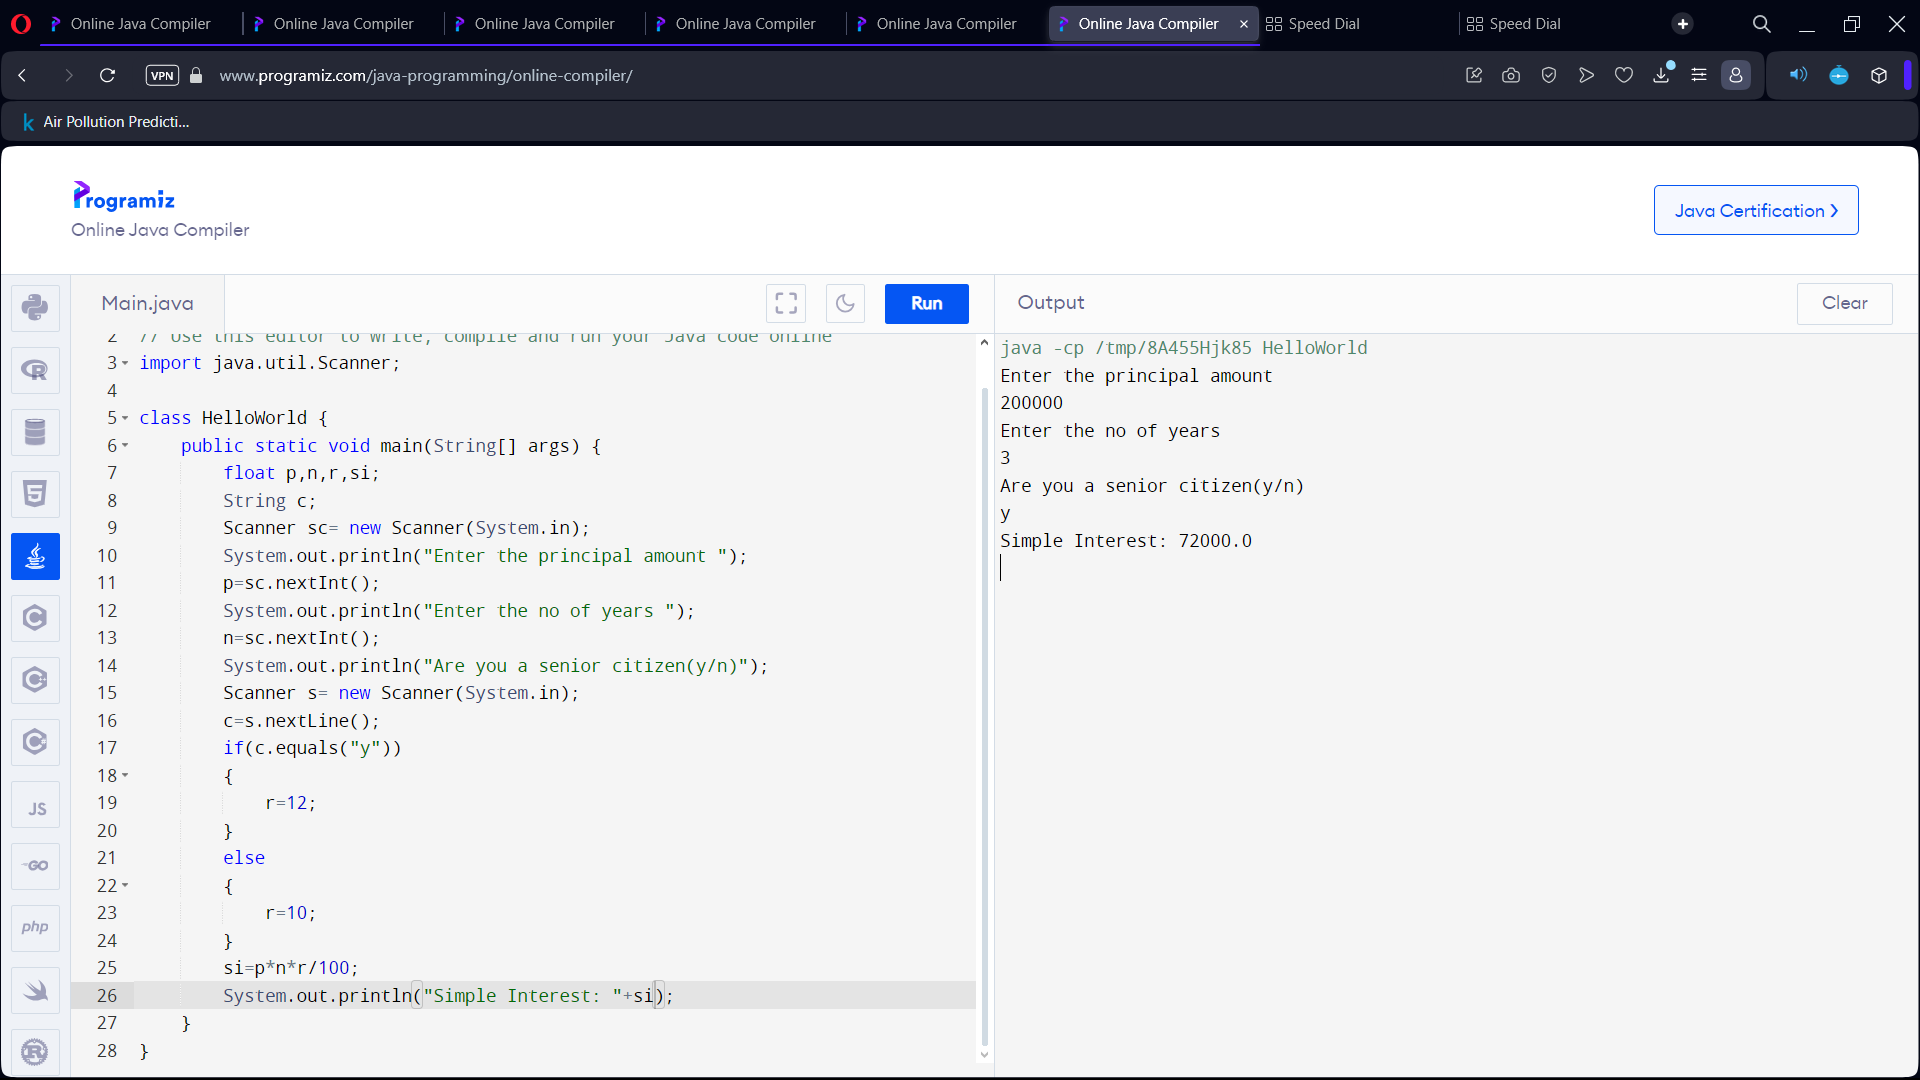 Online Java Compiler Online Java Compiler Online Java Compiler Online Java Compiler Online Java Compiler Online Java Compiler Speed Dial Speed Dial
VPN www.programiz.com/java-programming/online-compiler/
k Air Pollution Predicti...
Programiz
Online Java Compiler
Java Certification >
Main.java
Run
Output
Clear
2 // Use this editor to write, compile and run your Java code online
3 import java.util.Scanner;
4
5 class HelloWorld {
6 public static void main(String[] args) {
7 float p,n,r,si;
8 String c;
9 Scanner sc= new Scanner(System.in);
10 System.out.println("Enter the principal amount ");
11 p=sc.nextInt();
12 System.out.println("Enter the no of years ");
13 n=sc.nextInt();
14 System.out.println("Are you a senior citizen(y/n)");
15 Scanner s= new Scanner(System.in);
16 c=s.nextLine();
17 if(c.equals("y"))
18 {
19 r=12;
20 }
21 else
22 {
23 r=10;
24 }
25 si=p*n*r/100;
26 System.out.println("Simple Interest: "+si);
27 }
28 }
java -cp /tmp/8A455Hjk85 HelloWorld
Enter the principal amount
200000
Enter the no of years
3
Are you a senior citizen(y/n)
y
Simple Interest: 72000.0
R
5
C
C
C
JS
GO
php
R